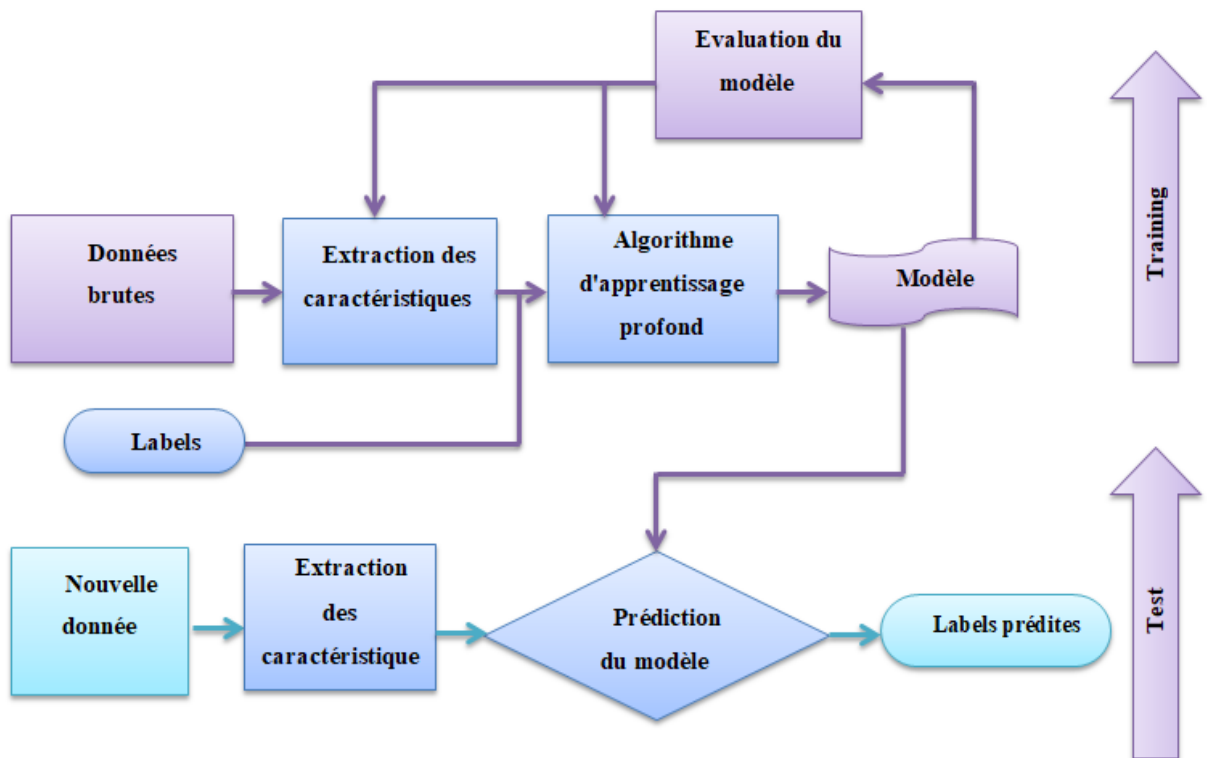 Evaluation du
modèle
Données
brutes
Extraction des
caractéristiques
Algorithme
d'apprentissage
profond
Modèle
Training
Labels
Nouvelle
donnée
Extraction
des
caractéristique
Prédiction
du modèle
Labels prédites
Test